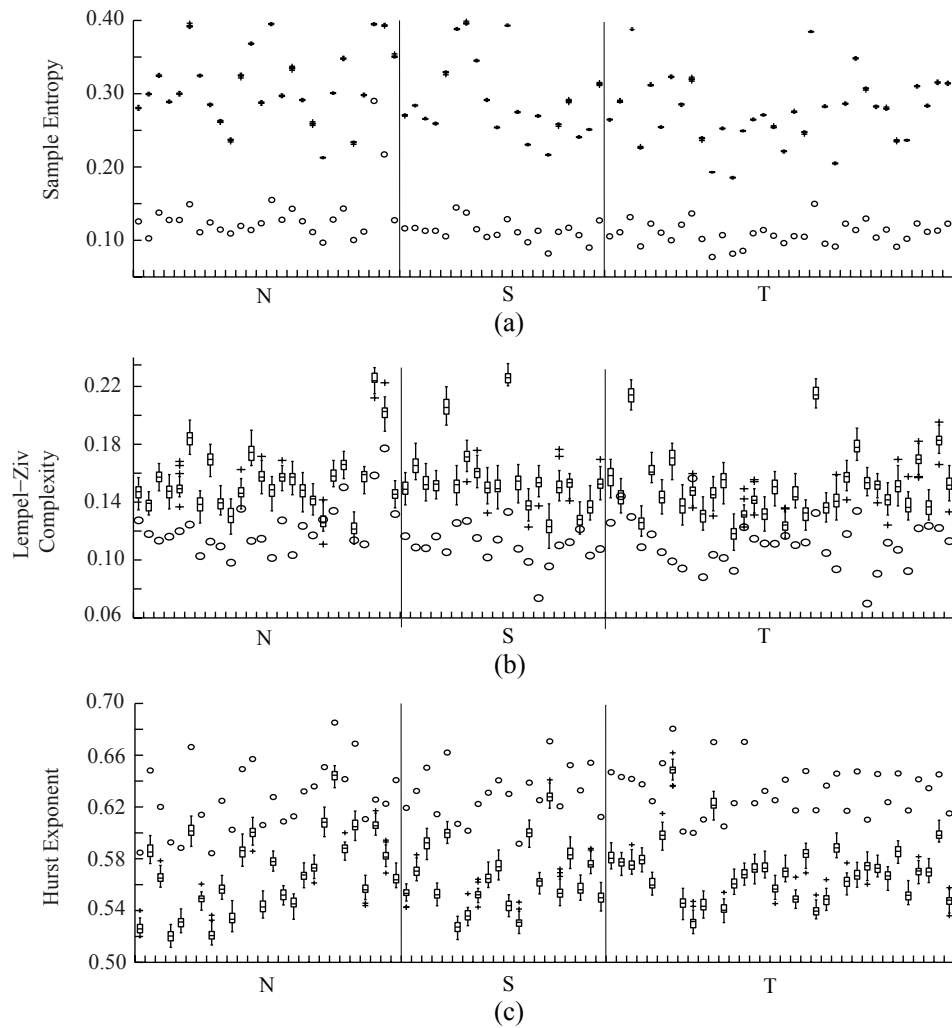 0.40
0.30
0.20
0.10
Sample Entropy
N S T
(a)
0.22
0.18
0.14
0.10
0.06
Lempel–Ziv
Complexity
N S T
(b)
0.70
0.66
0.62
0.58
0.54
0.50
Hurst Exponent
N S T
(c)